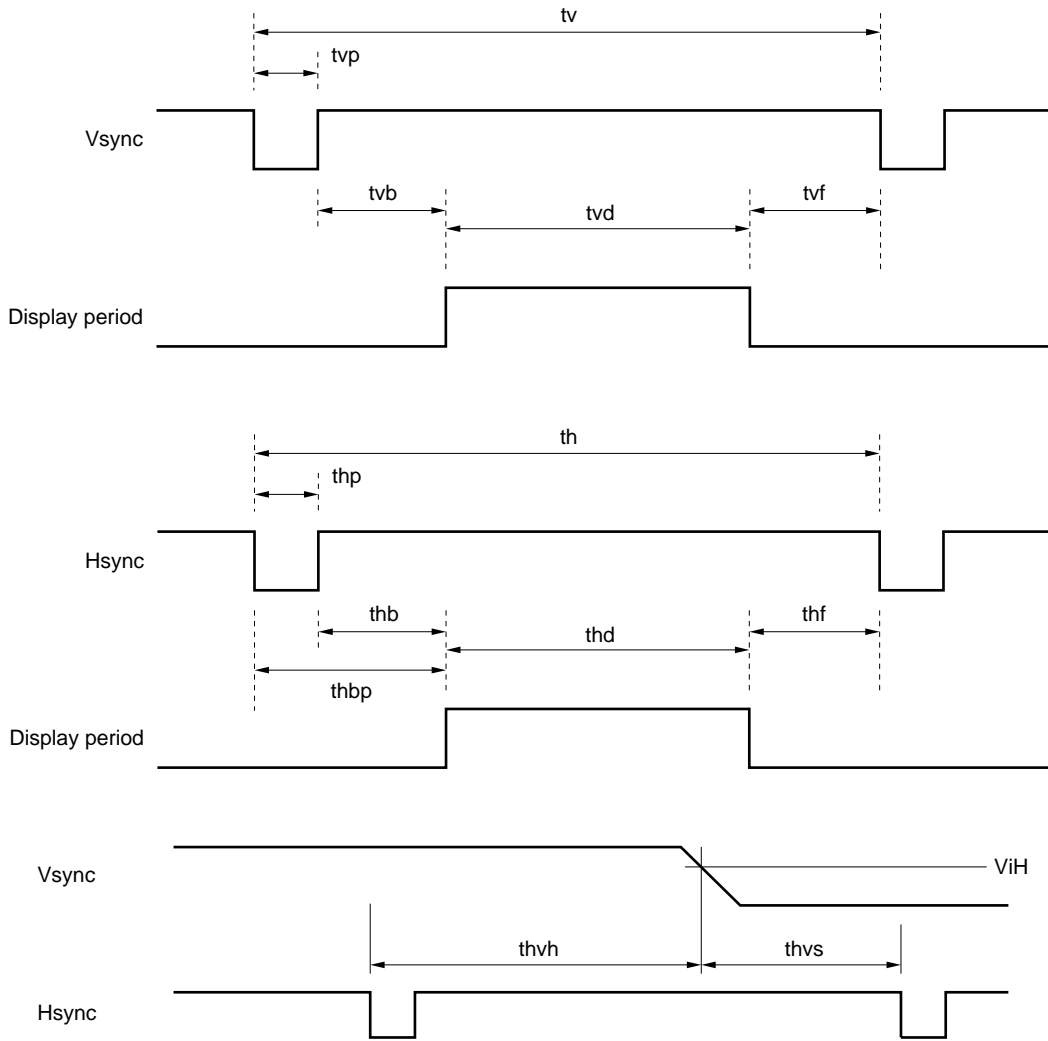 tv
tvp
Vsync
tvb
tvd
tvf
Display period
th
thp
Hsync
thb
thd
thf
thbp
Display period
Vsync
ViH
thvh
thvs
Hsync